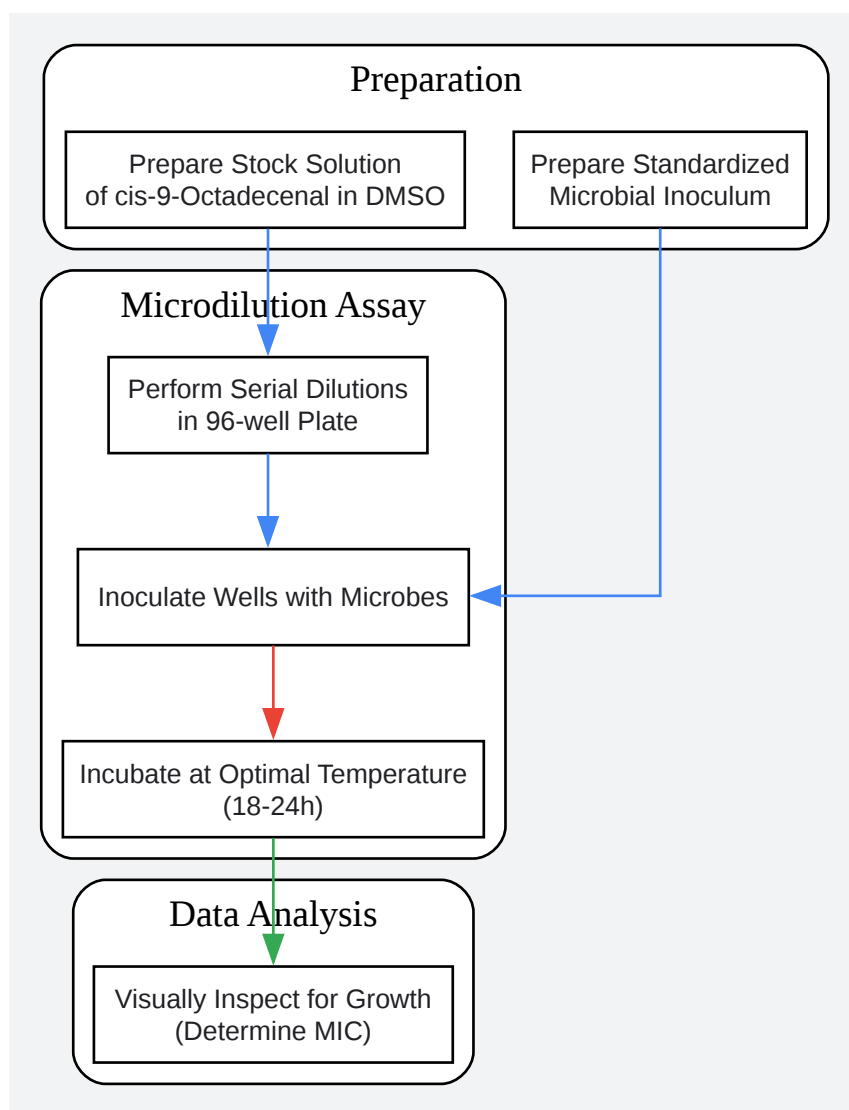 Preparation
Prepare Stock Solution
of cis-9-Octadecenal in DMSO
Prepare Standardized
Microbial Inoculum
Microdilution Assay
Perform Serial Dilutions
in 96-well Plate
Inoculate Wells with Microbes
Incubate at Optimal Temperature
(18-24h)
Data Analysis
Visually Inspect for Growth
(Determine MIC)